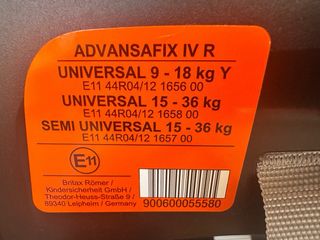 ADVANSAFIX IV R
UNIVERSAL 9 - 18 kg Y
E11 44R04/12 1656 00
UNIVERSAL 15 - 36 kg
E11 44R04/12 1658 00
SEMI UNIVERSAL 15 - 36 kg
E11 44R04/12 1657 00
E11
Britax Römer /
Kindersicherheit GmbH /
Theodor-Heuss-Straße 9 /
89340 Leipheim / Germany
900600055580